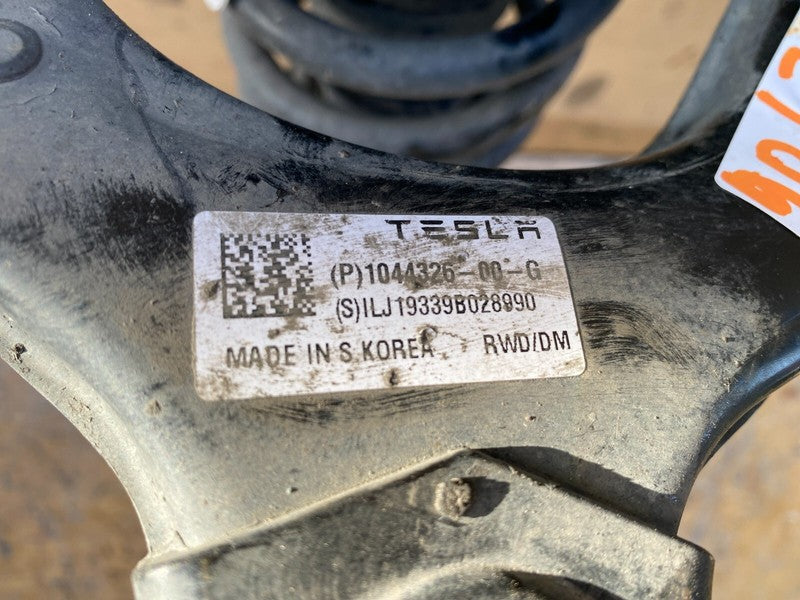 TESLA
(P)1044326-00-G
(S)ILJ19339B028990
MADE IN S.KOREA RWD/DM